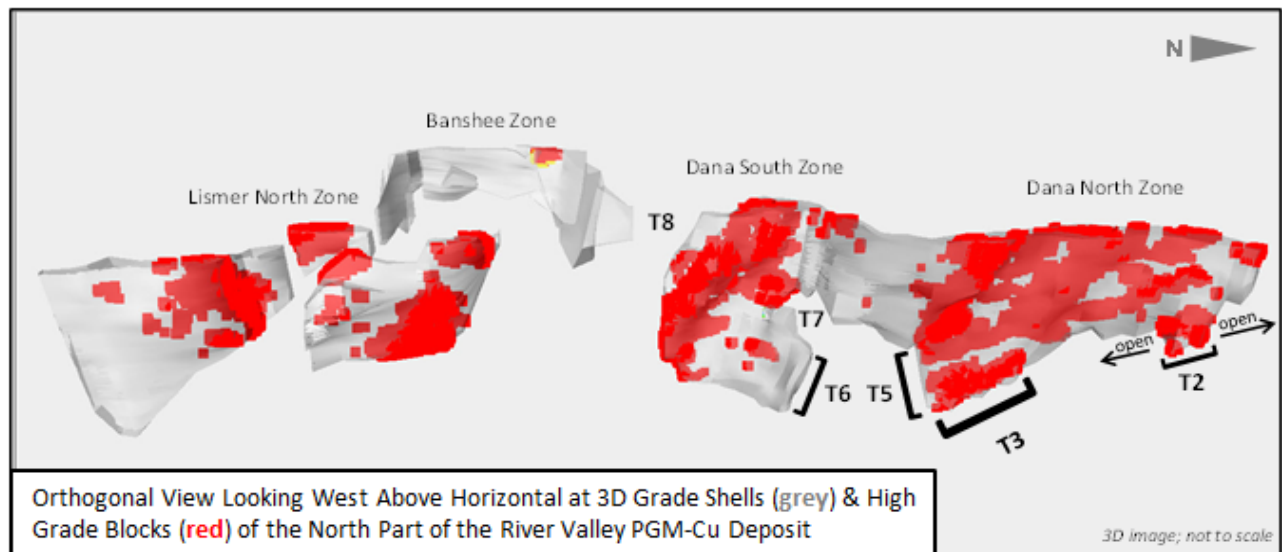 N
Banshee Zone
Dana South Zone
Lismer North Zone
Dana North Zone
T8
T7
open
open
T6
T5
T2
T3
Orthogonal View Looking West Above Horizontal at 3D Grade Shells (grey) & High
Grade Blocks (red) of the North Part of the River Valley PGM-Cu Deposit
3D image; not to scale